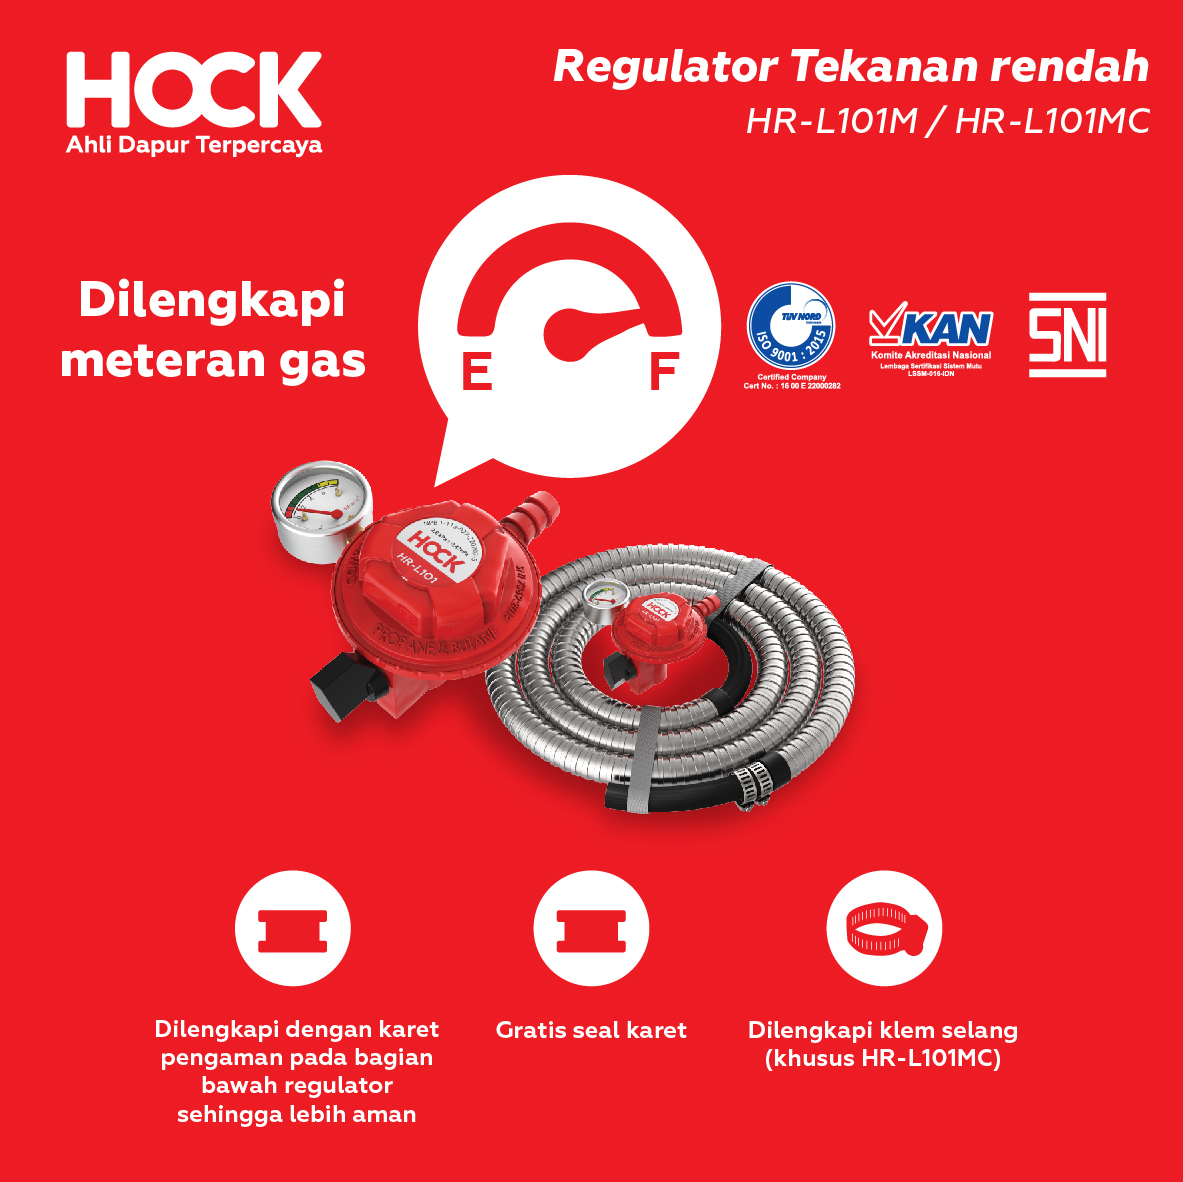 HOCK
Ahli Dapur Terpercaya
Regulator Tekanan rendah
HR-L101M / HR-L101MC
Dilengkapi
meteran gas
E F
TÜV NORD
Indonesia
ISO 9001 : 2015
Certified Company
Cert No. : 16 00 E 22000282
KAN
Komite Akreditasi Nasional
Lembaga Sertifikasi Sistem Mutu
LSSM-016-IDN
SNI
HOCK
HR-L101
PROPANE BUTANE
HOCK
Dilengkapi dengan karet
pengaman pada bagian
bawah regulator
sehingga lebih aman
Gratis seal karet
Dilengkapi klem selang
(khusus HR-L101MC)